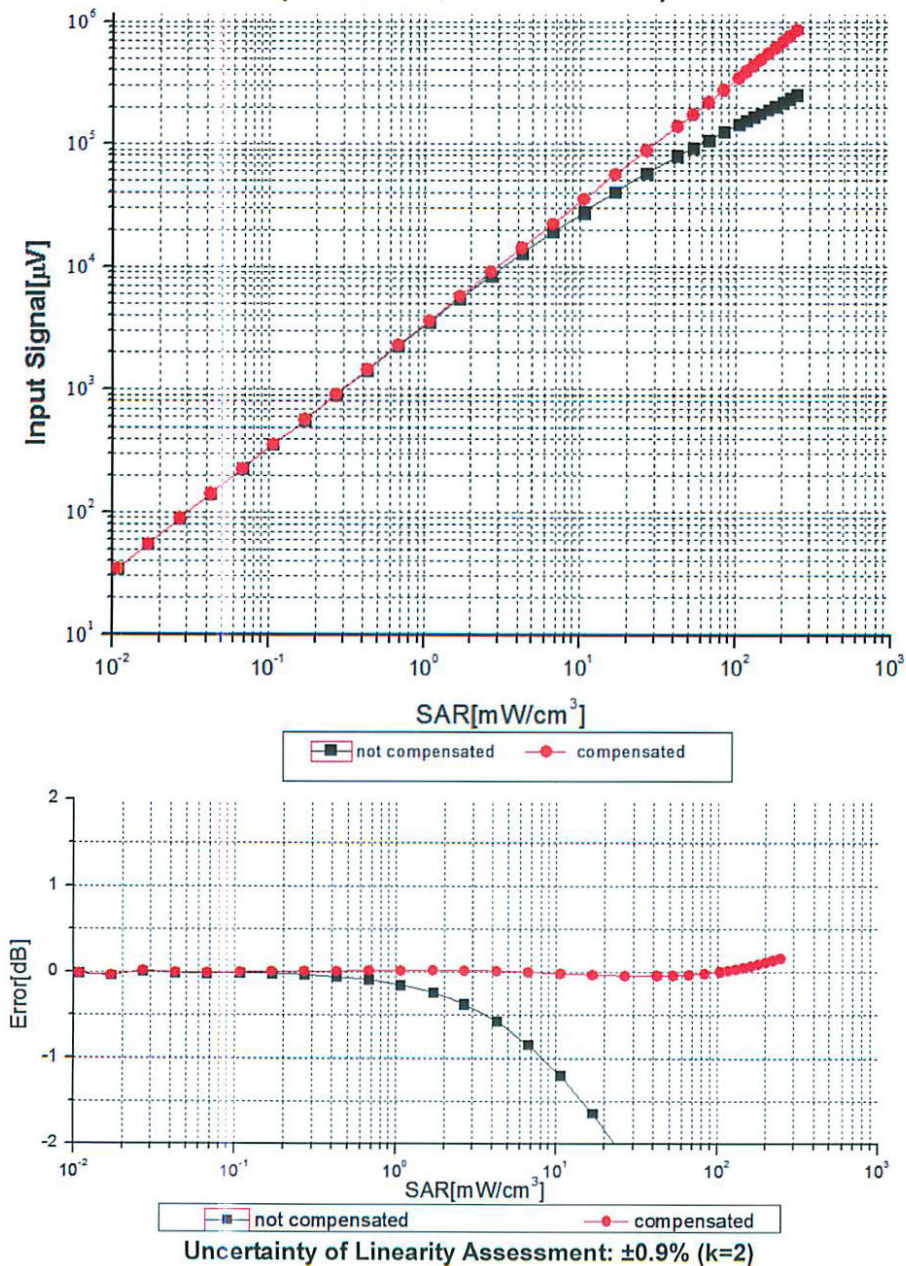 10⁶
10⁵
10⁴
10³
10²
10¹
Input Signal[μV]
10⁻² 10⁻¹ 10⁰ 10¹ 10² 10³
SAR[mW/cm³]
not compensated compensated
2
1
0
-1
-2
Error[dB]
10⁻² 10⁻¹ 10⁰ 10¹ 10² 10³
SAR[mW/cm³]
not compensated compensated
Uncertainty of Linearity Assessment: ±0.9% (k=2)